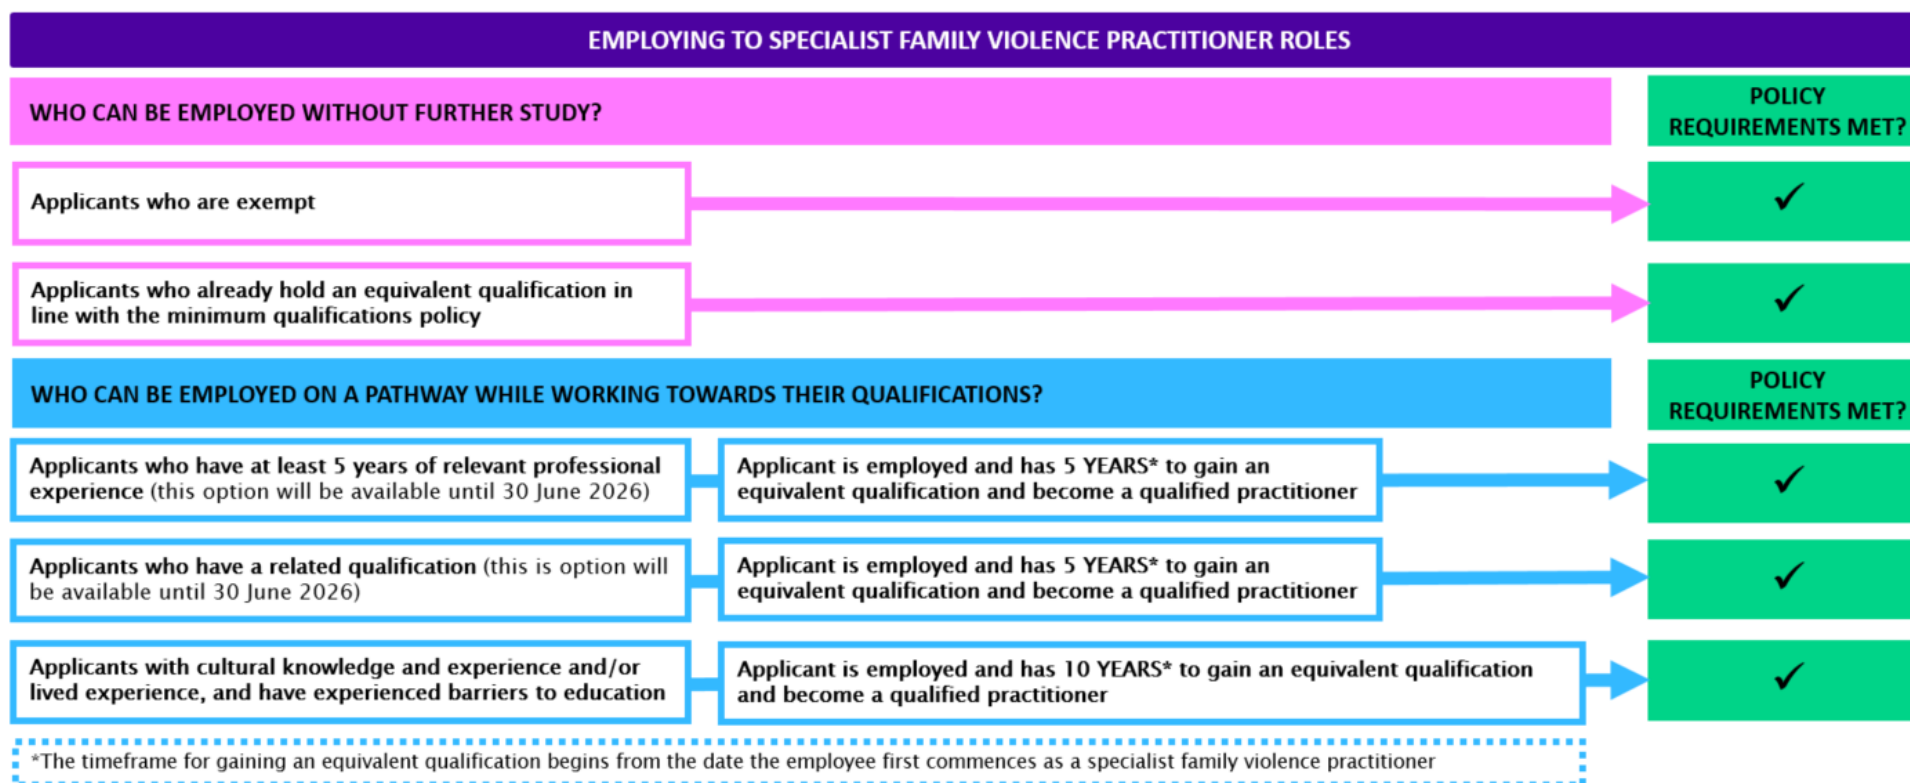 EMPLOYING TO SPECIALIST FAMILY VIOLENCE PRACTITIONER ROLES
WHO CAN BE EMPLOYED WITHOUT FURTHER STUDY?
POLICY
REQUIREMENTS MET?
Applicants who are exempt
✓
Applicants who already hold an equivalent qualification in
line with the minimum qualifications policy
✓
WHO CAN BE EMPLOYED ON A PATHWAY WHILE WORKING TOWARDS THEIR QUALIFICATIONS?
POLICY
REQUIREMENTS MET?
Applicants who have at least 5 years of relevant professional
experience (this option will be available until 30 June 2026)
Applicant is employed and has 5 YEARS* to gain an
equivalent qualification and become a qualified practitioner
✓
Applicants who have a related qualification (this is option will
be available until 30 June 2026)
Applicant is employed and has 5 YEARS* to gain an
equivalent qualification and become a qualified practitioner
✓
Applicants with cultural knowledge and experience and/or
lived experience, and have experienced barriers to education
Applicant is employed and has 10 YEARS* to gain an equivalent qualification
and become a qualified practitioner
✓
*The timeframe for gaining an equivalent qualification begins from the date the employee first commences as a specialist family violence practitioner